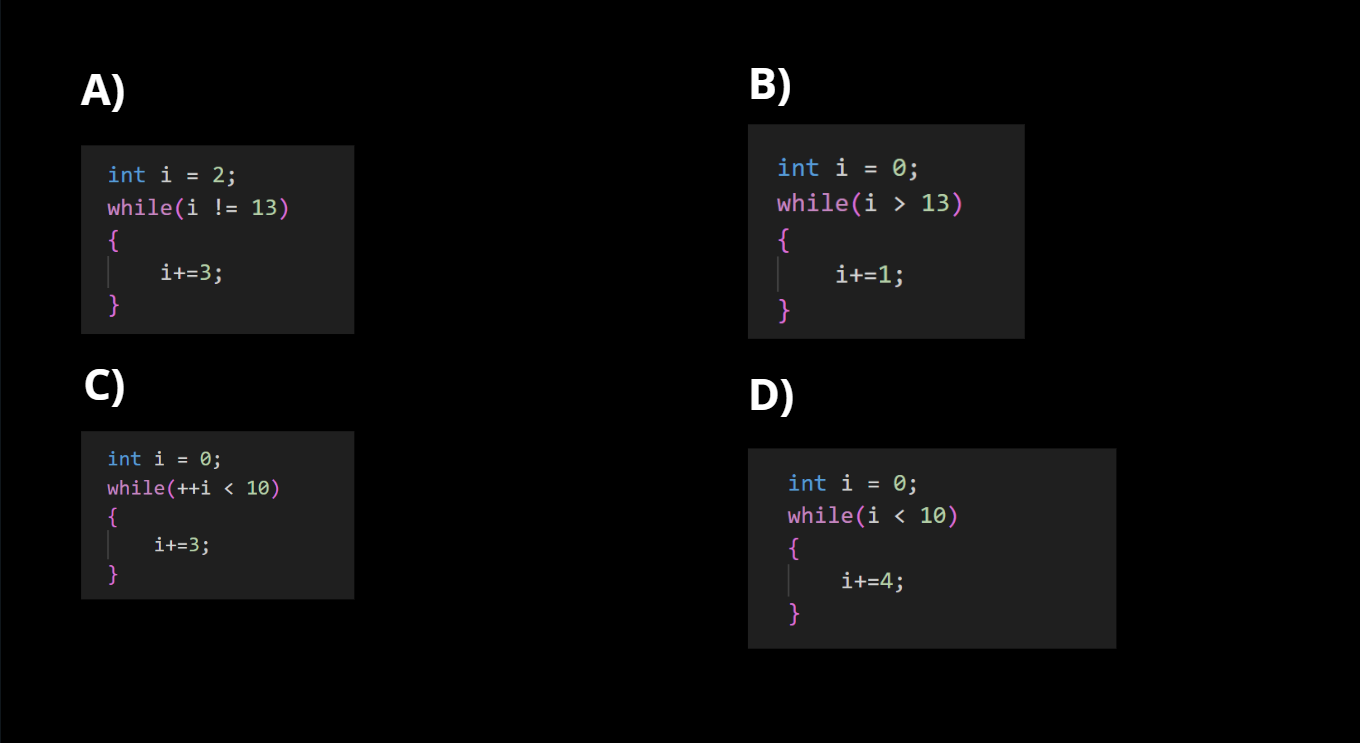 A)
int i = 2;
while(i != 13)
{
    i+=3;
}
B)
int i = 0;
while(i > 13)
{
    i+=1;
}
C)
int i = 0;
while(++i < 10)
{
    i+=3;
}
D)
int i = 0;
while(i < 10)
{
    i+=4;
}